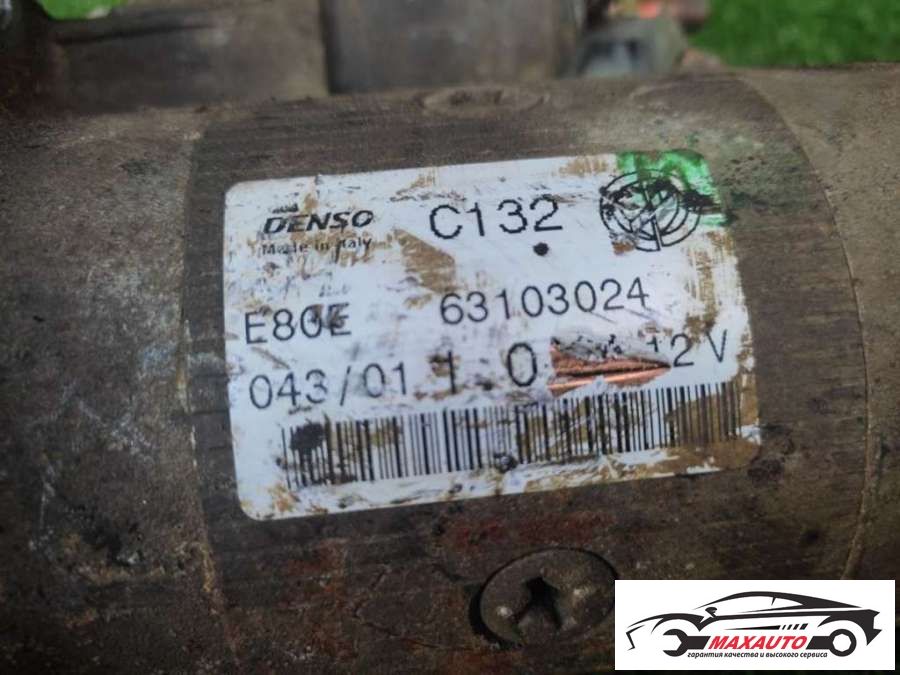 DENSO C132
Made in Italy
E80E 63103024
043/01 1.0 12V
MAXAUTO
гарантия качества и высокого сервиса